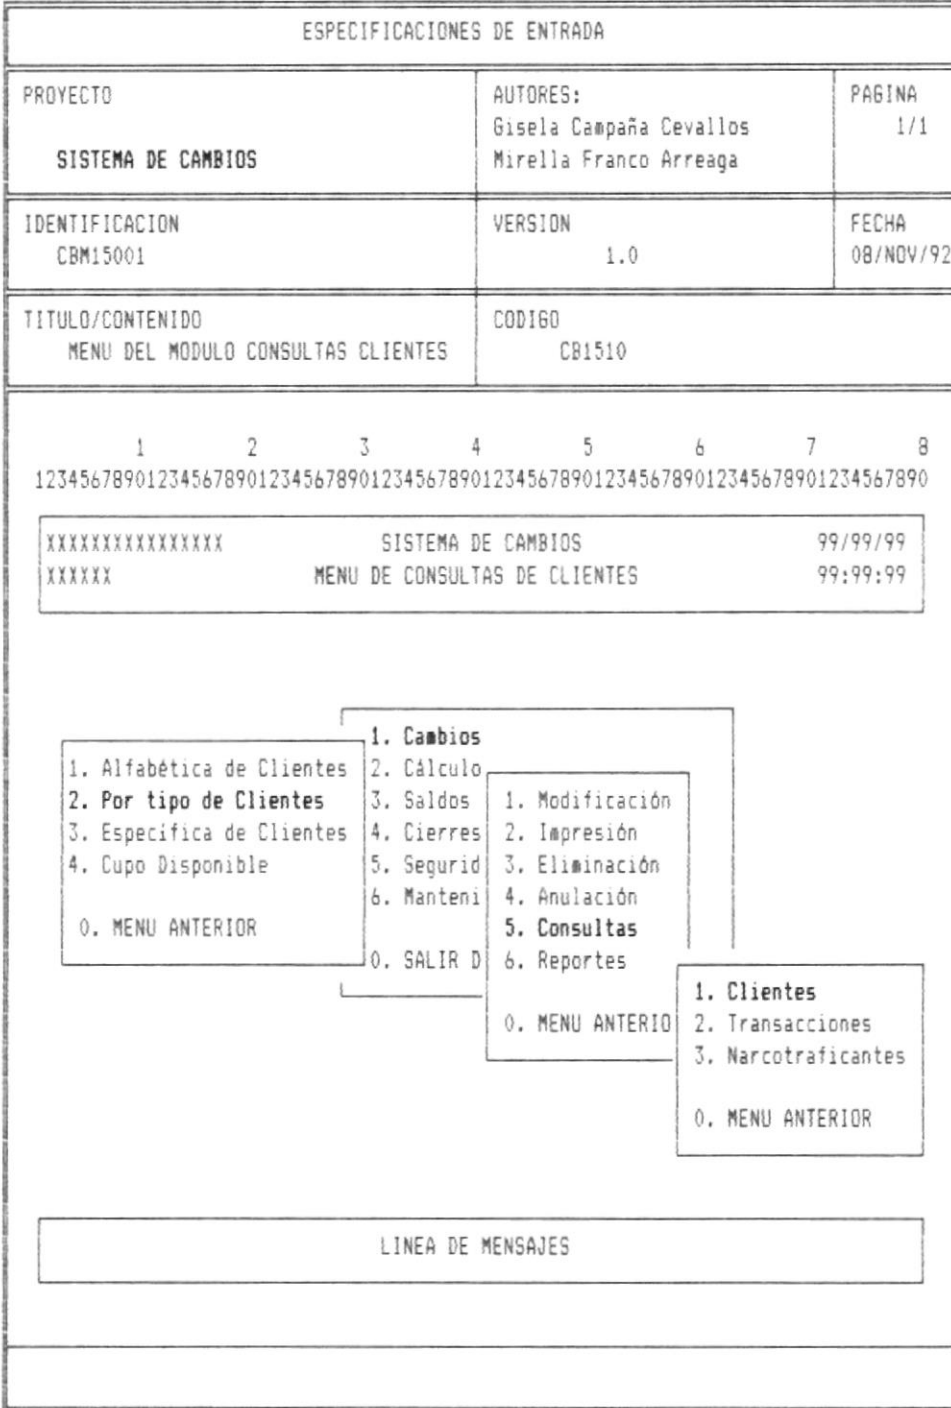 ESPECIFICACIONES DE ENTRADA
PROYECTO
SISTEMA DE CAMBIOS
AUTORES:
Gisela Campaña Cevallos
Mirella Franco Arreaga
PAGINA
1/1
IDENTIFICACION
CBM15001
VERSION
1.0
FECHA
08/NOV/92
TITULO/CONTENIDO
MENU DEL MODULO CONSULTAS CLIENTES
CODIGO
CB1510
1 2 3 4 5 6 7 8
12345678901234567890123456789012345678901234567890123456789012345678901234567890
XXXXXXXXXXXXXXXX SISTEMA DE CAMBIOS 99/99/99
XXXXXX MENU DE CONSULTAS DE CLIENTES 99:99:99
1. Alfabética de Clientes
2. Por tipo de Clientes
3. Especifica de Clientes
4. Cupo Disponible
0. MENU ANTERIOR
1. Cambios
2. Cálculo
3. Saldos
4. Cierres
5. Segurid
6. Manteni
0. SALIR D
1. Modificación
2. Impresión
3. Eliminación
4. Anulación
5. Consultas
6. Reportes
0. MENU ANTERIO
1. Clientes
2. Transacciones
3. Narcotraficantes
0. MENU ANTERIOR
LINEA DE MENSAJES